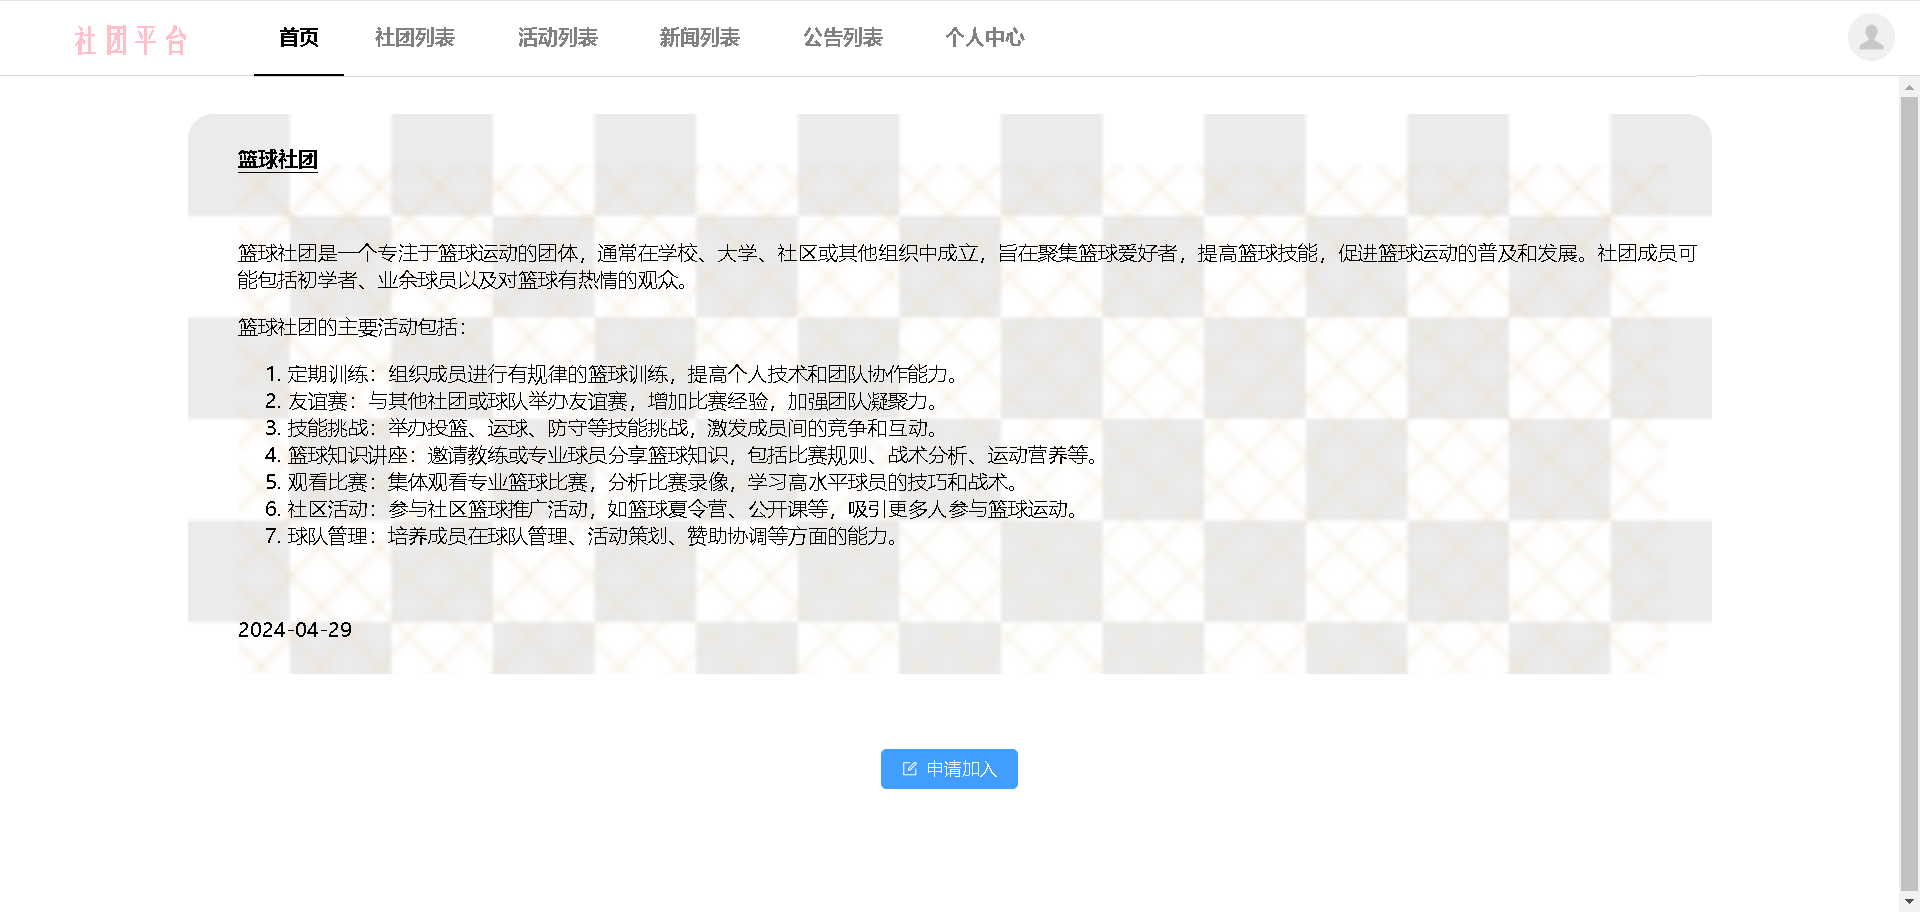 社团平台
首页 社团列表 活动列表 新闻列表 公告列表 个人中心
篮球社团
篮球社团是一个专注于篮球运动的团体，通常在学校、大学、社区或其他组织中成立，旨在聚集篮球爱好者，提高篮球技能，促进篮球运动的普及和发展。社团成员可
能包括初学者、业余球员以及对篮球有热情的观众。
篮球社团的主要活动包括：
1. 定期训练：组织成员进行有规律的篮球训练，提高个人技术和团队协作能力。
2. 友谊赛：与其他社团或球队举办友谊赛，增加比赛经验，加强团队凝聚力。
3. 技能挑战：举办投篮、运球、防守等技能挑战，激发成员间的竞争和互动。
4. 篮球知识讲座：邀请教练或专业球员分享篮球知识，包括比赛规则、战术分析、运动营养等。
5. 观看比赛：集体观看专业篮球比赛，分析比赛录像，学习高水平球员的技巧和战术。
6. 社区活动：参与社区篮球推广活动，如篮球夏令营、公开课等，吸引更多人参与篮球运动。
7. 球队管理：培养成员在球队管理、活动策划、赞助协调等方面的能力。
2024-04-29
申请加入